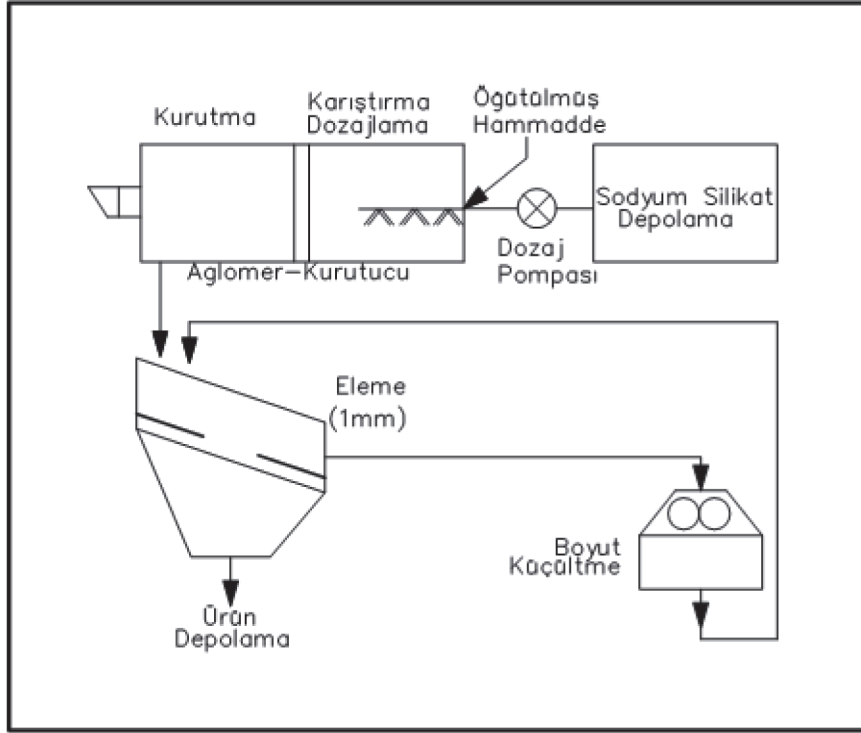 Kurutma
Karıştırma
Dozajlama
Öğütülmüş
Hammadde
Sodyum Silikat
Depolama
Dozaj
Pompası
Aglomer-Kurutucu
Eleme
(1mm)
Boyut
Küçültme
Ürün
Depolama